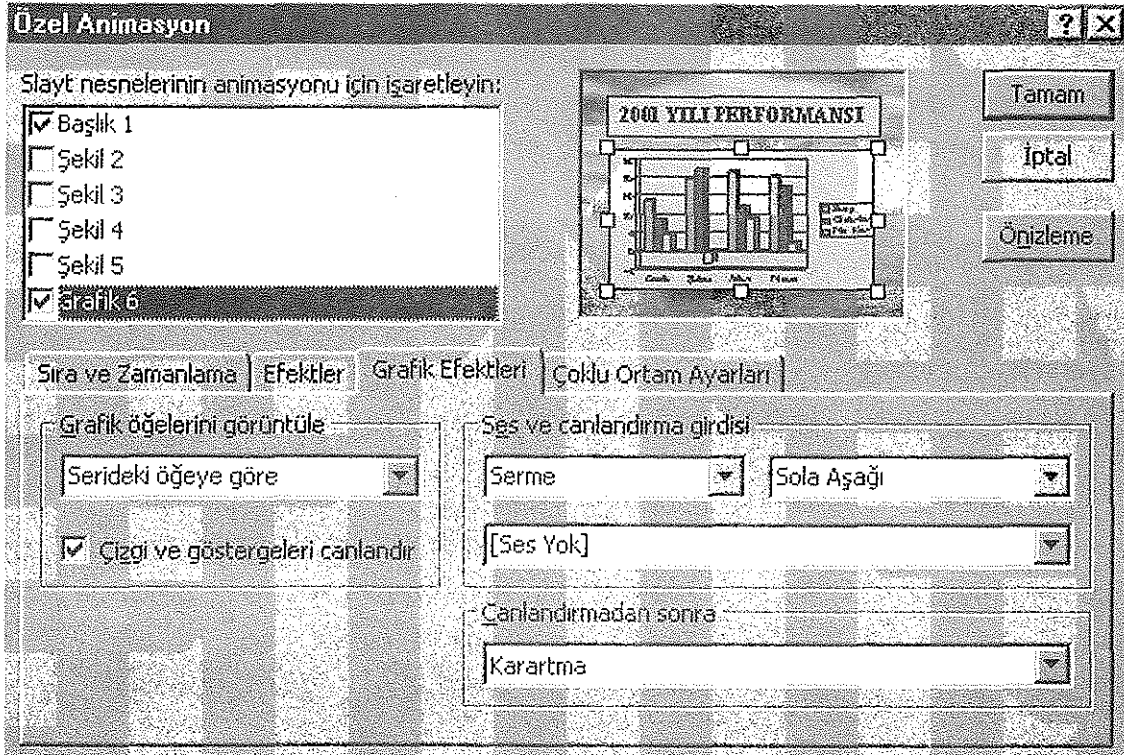 Özel Animasyon
Slayt nesnelerinin animasyonu için işaretleyin:
Başlık 1
Şekil 2
Şekil 3
Şekil 4
Şekil 5
Grafik 6
2001 YILI PERFORMANSI
Tamam
İptal
Önizleme
Sıra ve Zamanlama
Efektler
Grafik Efektleri
Çoklu Ortam Ayarları
Grafik öğelerini görüntüle
Serideki öğeye göre
Çizgi ve göstergeleri canlandır
Ses ve canlandırma girdisi
Serme
Sola Aşağı
[Ses Yok]
Canlandırmadan sonra
Karartma